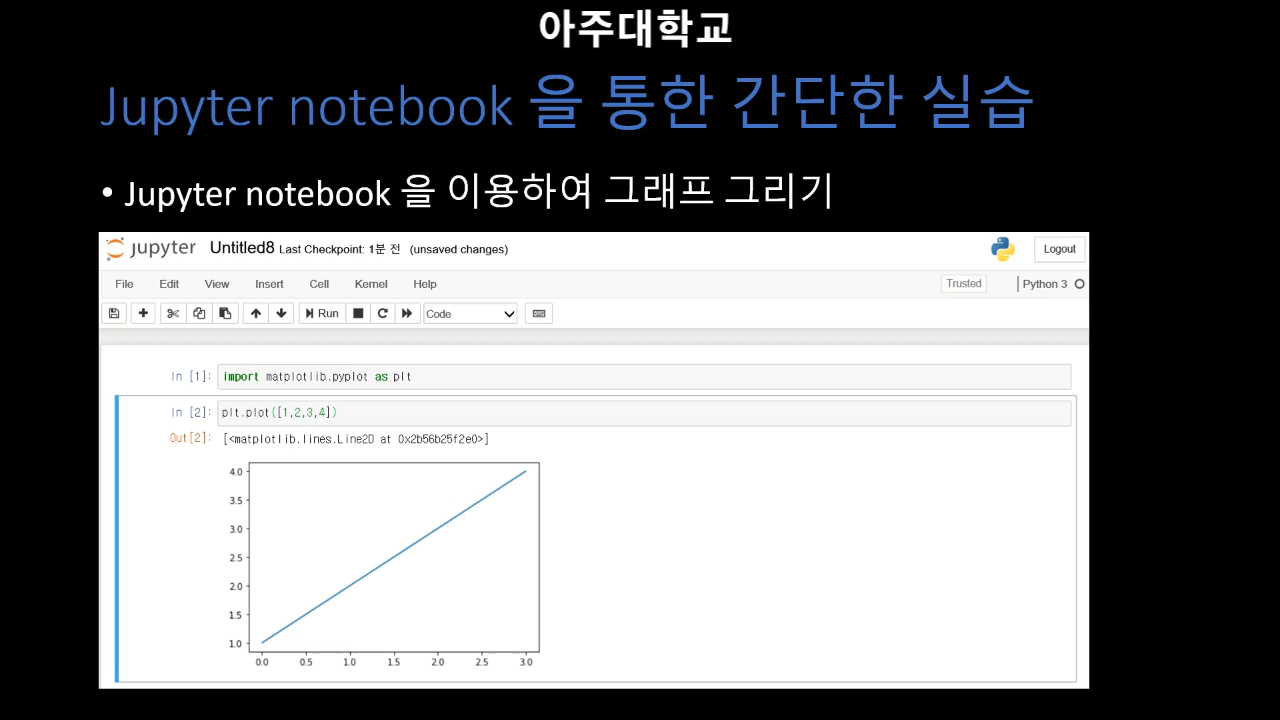 아주대학교
Jupyter notebook 을 통한 간단한 실습
• Jupyter notebook 을 이용하여 그래프 그리기
jupyter Untitled8 Last Checkpoint: 1분 전 (unsaved changes) Logout
File Edit View Insert Cell Kernel Help Trusted Python 3
Run Code
In [1]: import matplotlib.pyplot as plt
In [2]: plt.plot([1,2,3,4])
Out[2]: [<matplotlib.lines.Line2D at 0x2b56b25f2e0>]
4.0
3.5
3.0
2.5
2.0
1.5
1.0
0.0 0.5 1.0 1.5 2.0 2.5 3.0